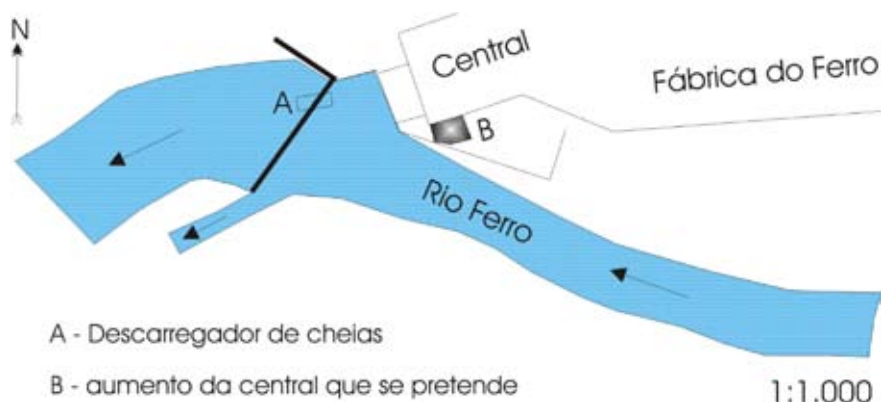 N
Central
Fábrica do Ferro
A
B
Rio Ferro
A - Descarregador de cheias
B - aumento da central que se pretende
1:1.000